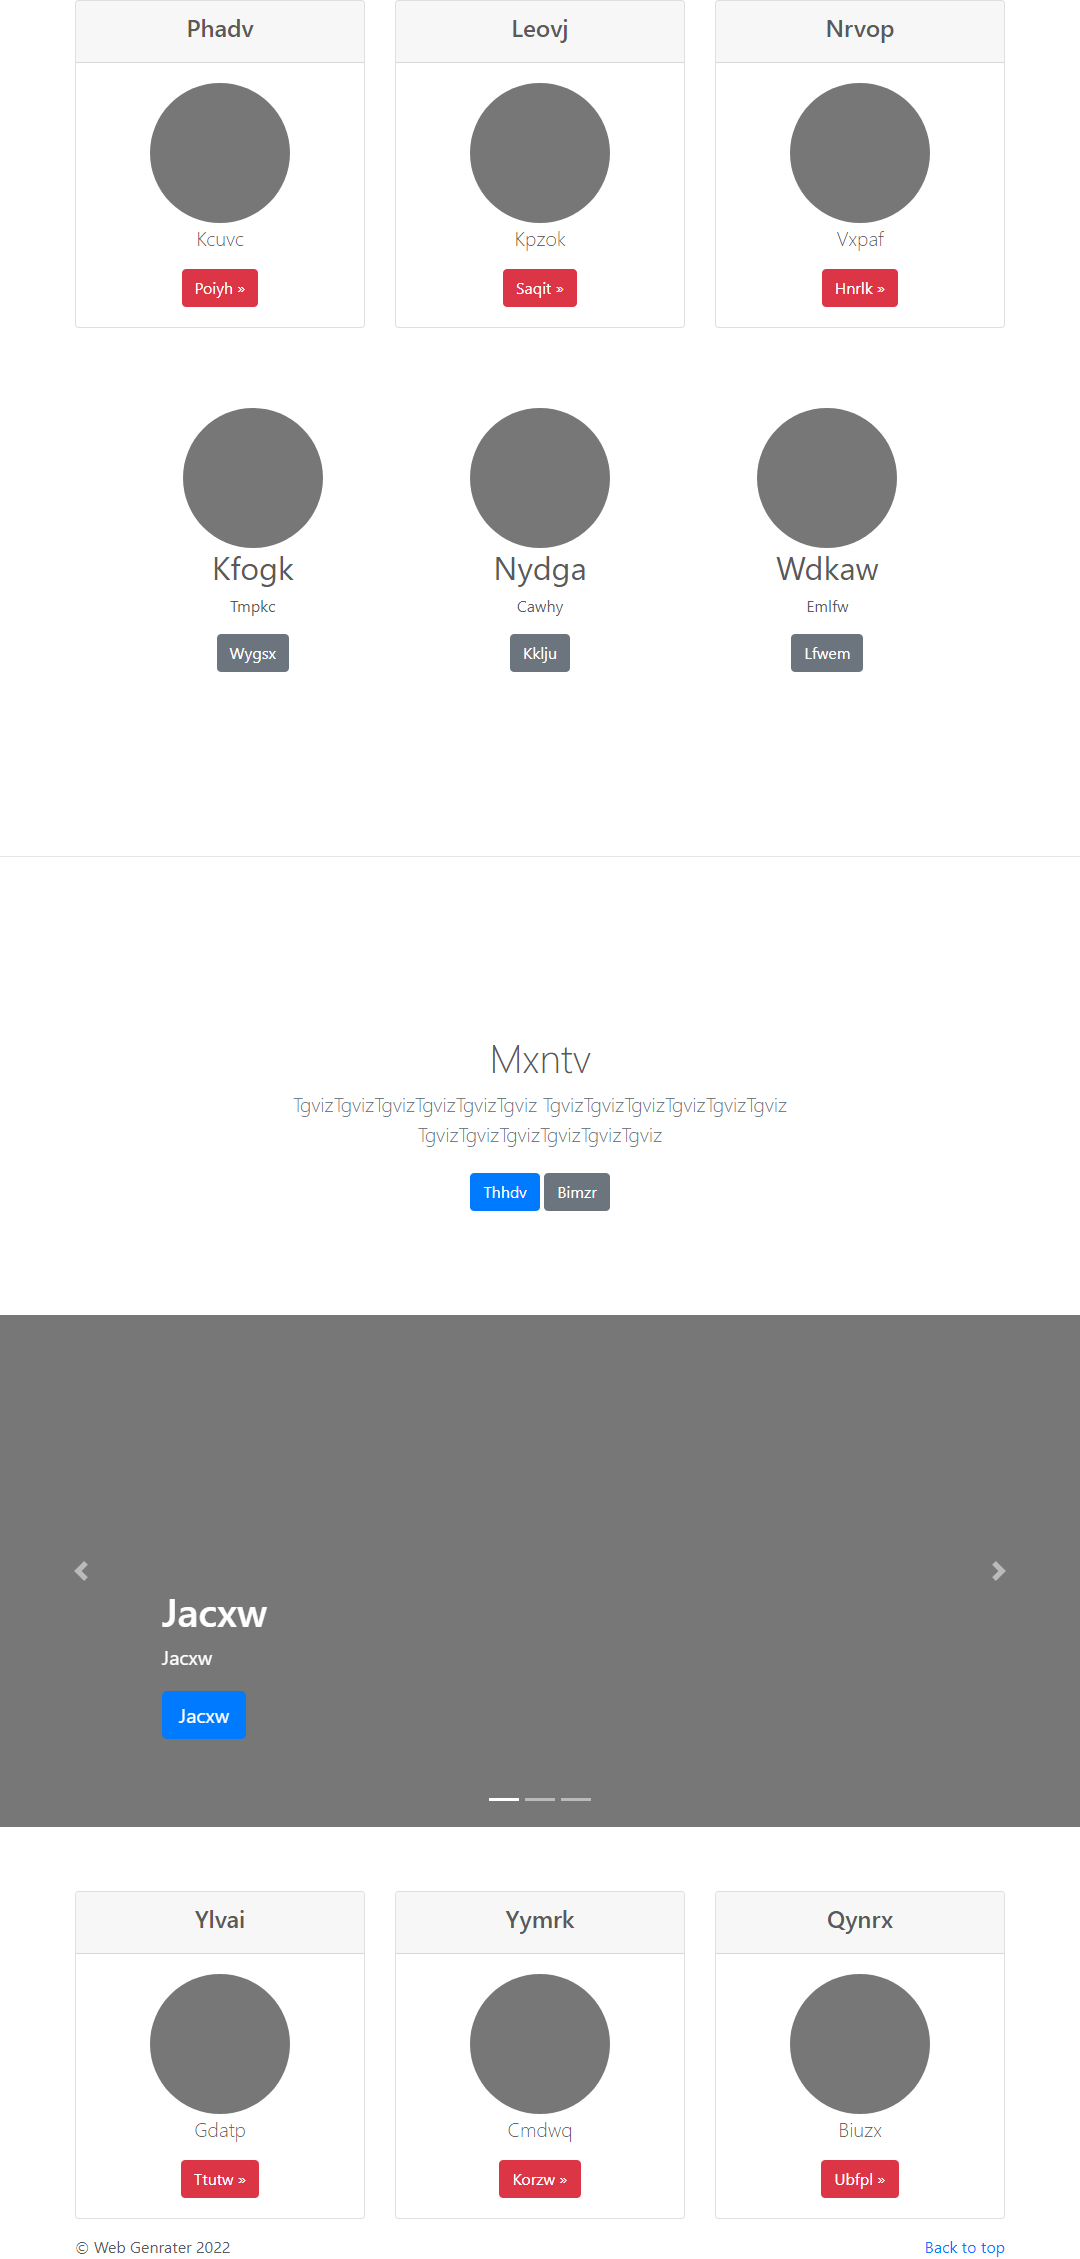 Phadv
Leovj
Nrvop
Kcuvc
Kpzok
Vxpaf
Poiyh »
Saqit »
Hnrlk »
Kfogk
Nydga
Wdkaw
Tmpkc
Cawhy
Emlfw
Wygsx
Kklju
Lfwem
Mxntv
TgvizTgvizTgvizTgvizTgvizTgviz TgvizTgvizTgvizTgvizTgvizTgviz
TgvizTgvizTgvizTgvizTgvizTgviz
Thhdv
Bimzr
Jacxw
Jacxw
Jacxw
Ylvai
Yymrk
Qynrx
Gdatp
Cmdwq
Biuzx
Ttutw »
Korzw »
Ubfpl »
© Web Genrater 2022
Back to top